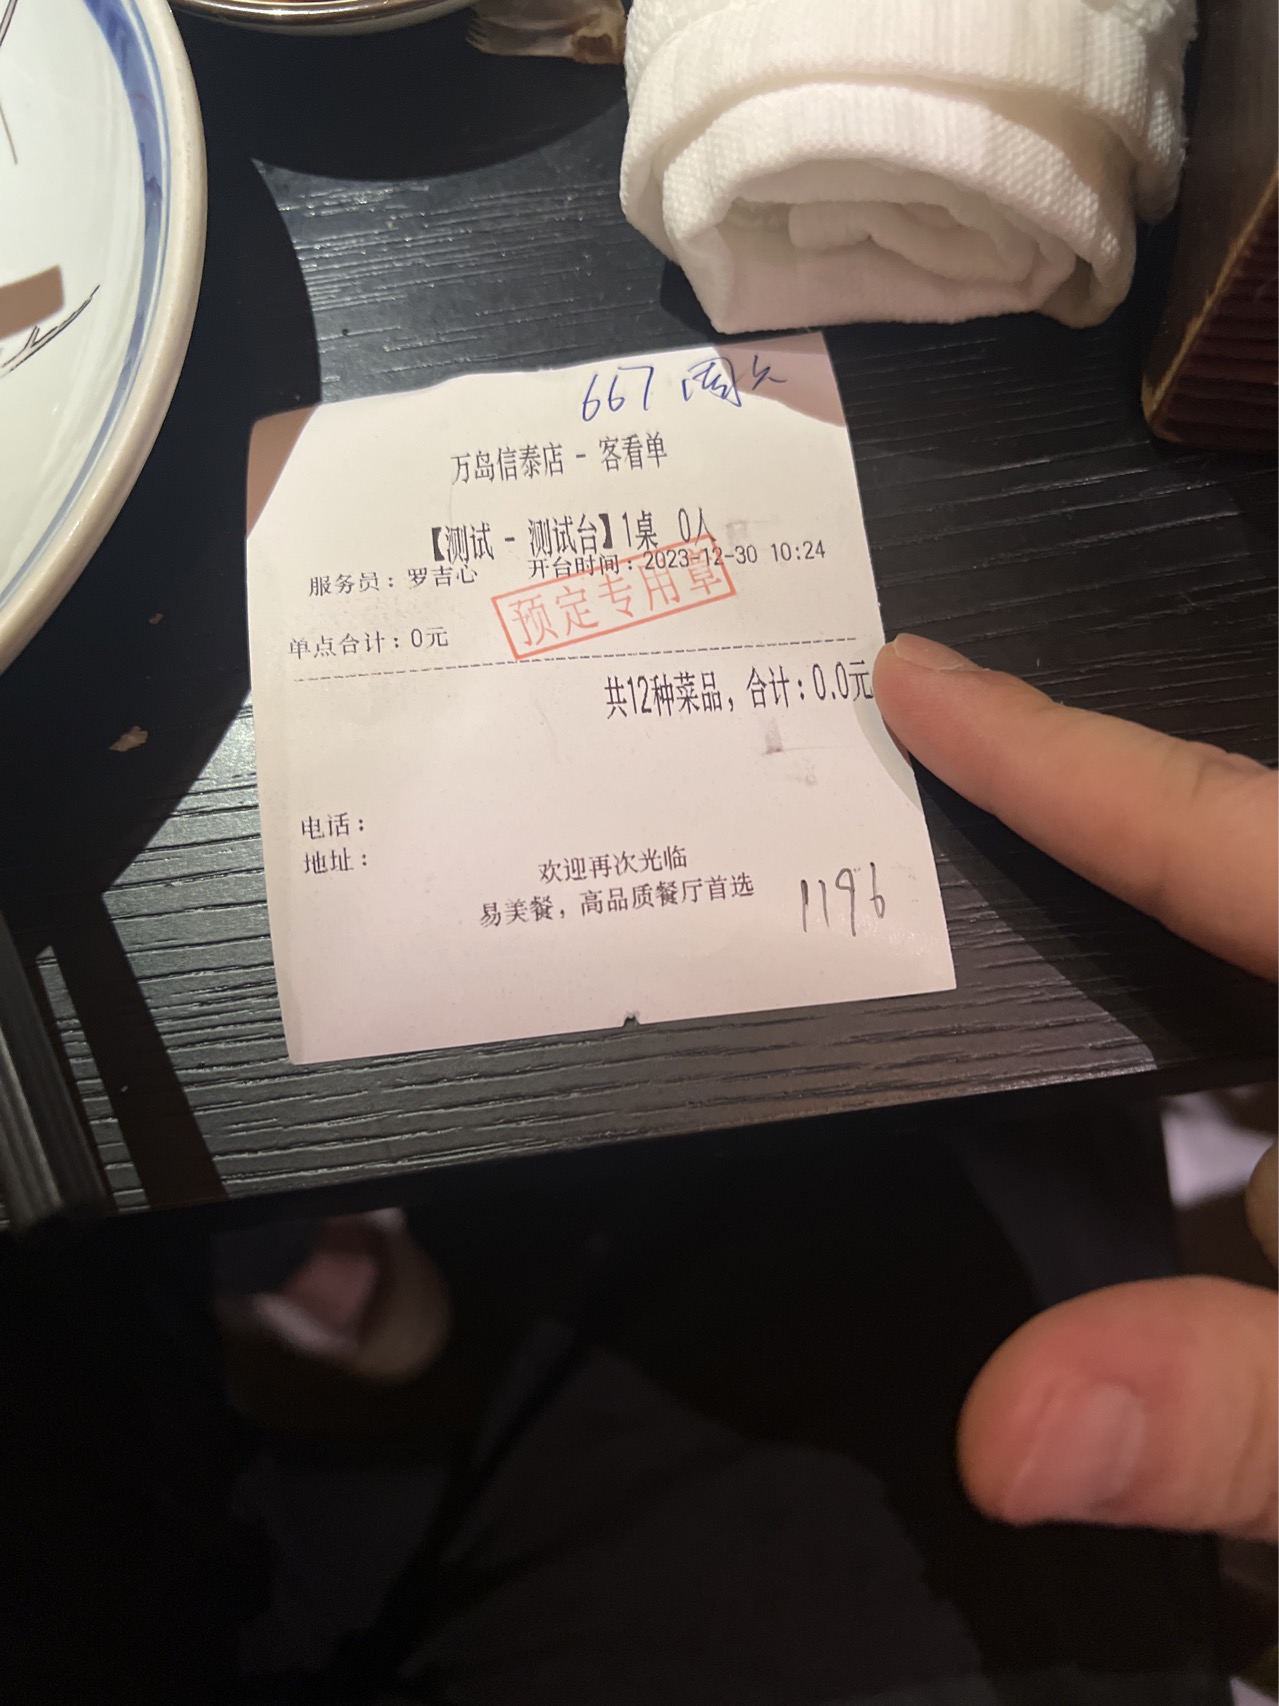 667 周
万岛信泰店 - 客看单
【测试 - 测试台】1桌 0人
服务员：罗吉心 开台时间：2023-12-30 10:24
预定专用章
单点合计：0元
共12种菜品，合计：0.0元
电话：
地址：
欢迎再次光临
易美餐，高品质餐厅首选
1196